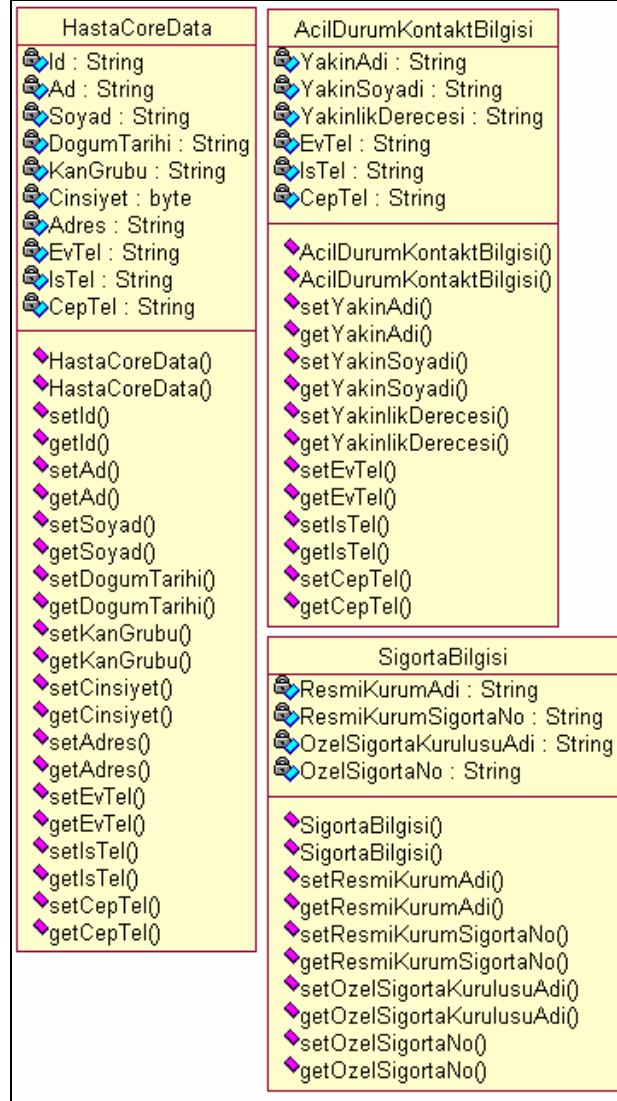 HastaCoreData
Id : String
Ad : String
Soyad : String
DogumTarihi : String
KanGrubu : String
Cinsiyet : byte
Adres : String
EvTel : String
IsTel : String
CepTel : String
HastaCoreData()
HastaCoreData()
setId()
getId()
setAd()
getAd()
setSoyad()
getSoyad()
setDogumTarihi()
getDogumTarihi()
setKanGrubu()
getKanGrubu()
setCinsiyet()
getCinsiyet()
setAdres()
getAdres()
setEvTel()
getEvTel()
setIsTel()
getIsTel()
setCepTel()
getCepTel()
AcilDurumKontaktBilgisi
YakinAdi : String
YakinSoyadi : String
YakinlikDerecesi : String
EvTel : String
IsTel : String
CepTel : String
AcilDurumKontaktBilgisi()
AcilDurumKontaktBilgisi()
setYakinAdi()
getYakinAdi()
setYakinSoyadi()
getYakinSoyadi()
setYakinlikDerecesi()
getYakinlikDerecesi()
setEvTel()
getEvTel()
setIsTel()
getIsTel()
setCepTel()
getCepTel()
SigortaBilgisi
ResmiKurumAdi : String
ResmiKurumSigortaNo : String
OzelSigortaKurulusuAdi : String
OzelSigortaNo : String
SigortaBilgisi()
SigortaBilgisi()
setResmiKurumAdi()
getResmiKurumAdi()
setResmiKurumSigortaNo()
getResmiKurumSigortaNo()
setOzelSigortaKurulusuAdi()
getOzelSigortaKurulusuAdi()
setOzelSigortaNo()
getOzelSigortaNo()